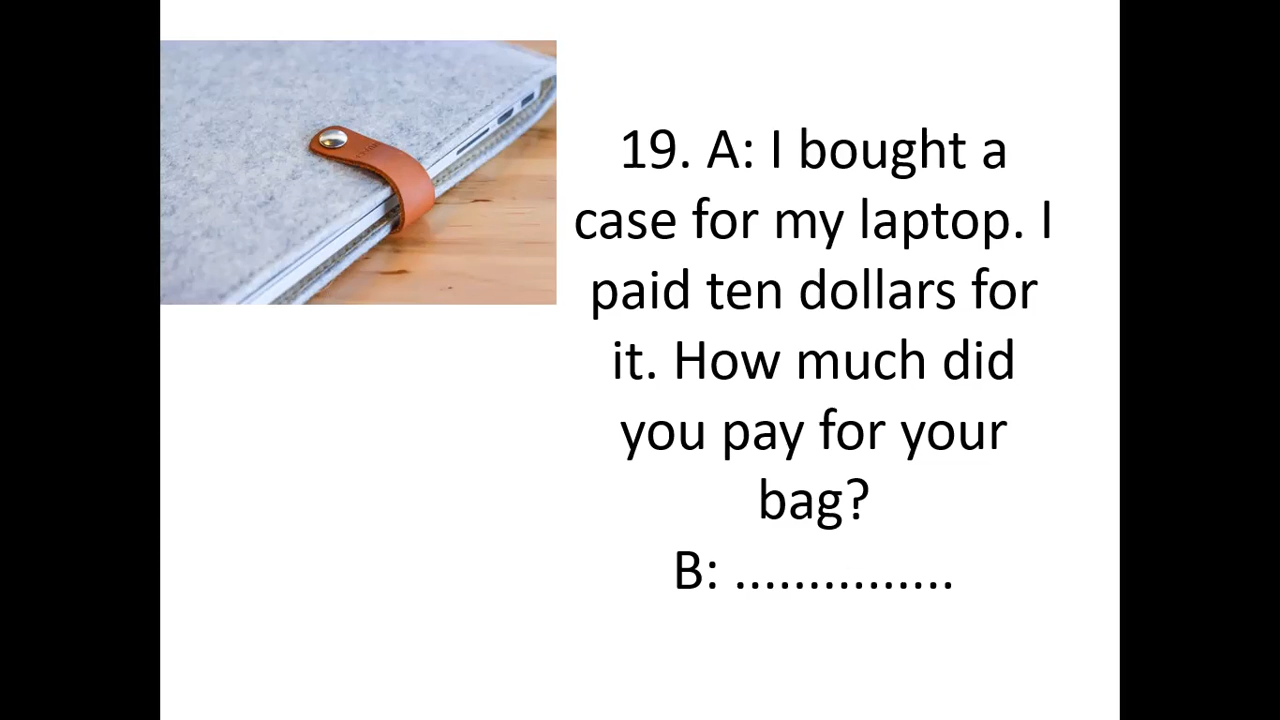 19. A: I bought a
case for my laptop. I
paid ten dollars for
it. How much did
you pay for your
bag?
B: ...............